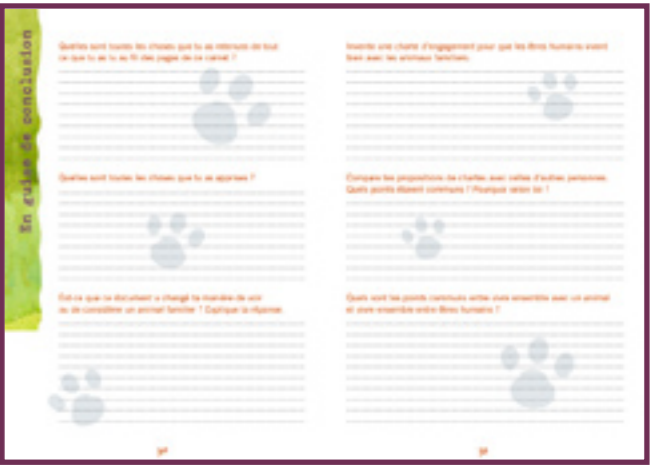 En guise de conclusion
Quelles sont toutes les choses que tu as retenues de tout
ce que tu as lu au fil des pages de ce carnet ?
Quelles sont toutes les choses que tu as apprises ?
Est-ce que ce document a changé ta manière de voir
ou de considérer un animal familier ? Explique ta réponse.
Invente une charte d'engagement pour que les êtres humains vivent
bien avec les animaux familiers.
Compare tes propositions de chartes avec celles d'autres personnes.
Quels points étaient communs ? Pourquoi selon toi ?
Quels sont les points communs entre vivre ensemble avec un animal
et vivre ensemble entre êtres humains ?